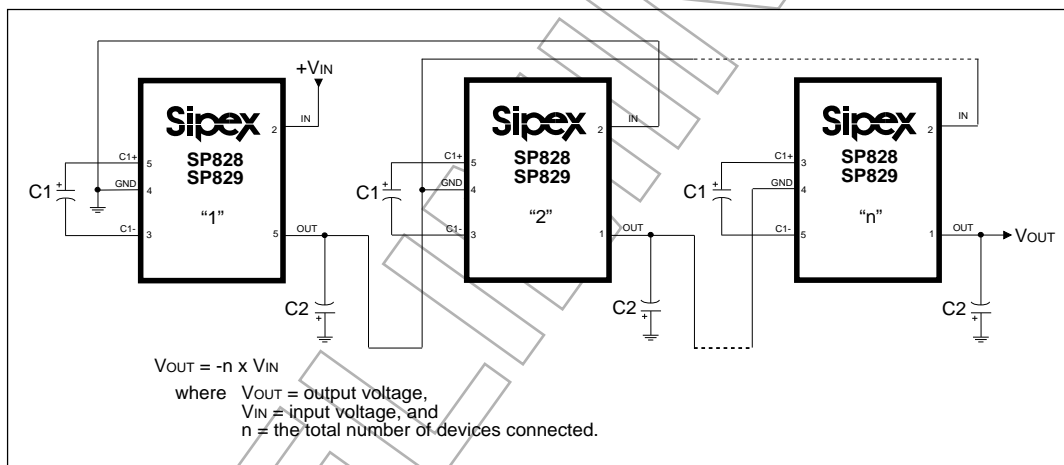 +VIN
Sipex
SP828
SP829
"1"
2
IN
C1+
5
GND
4
C1-
3
C1
+
5
OUT
C2
+
Sipex
SP828
SP829
"2"
2
IN
C1+
5
GND
4
C1-
3
C1
+
1
OUT
C2
+
Sipex
SP828
SP829
"n"
2
IN
C1+
3
GND
4
C1-
5
C1
+
1
OUT
VOUT
C2
+
VOUT = -n x VIN
where VOUT = output voltage,
VIN = input voltage, and
n = the total number of devices connected.